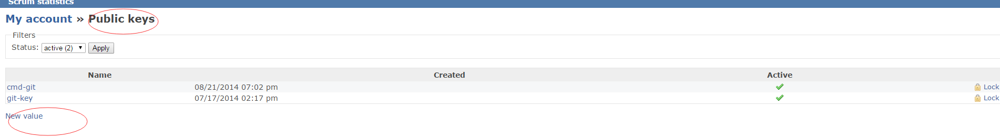 Scrum statistics
My account » Public keys
Filters
Status: active (2) Apply
Name Created Active
cmd-git 08/21/2014 07:02 pm Lock
git-key 07/17/2014 02:17 pm Lock
New value